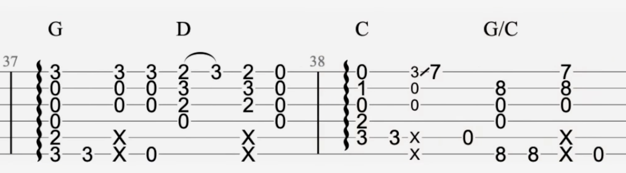 G D C G/C
37 38
3 3 3 2 3 2 0 0 3/7 7
0 0 0 3 3 0 1 0 8 8
0 0 0 2 2 0 0 0 0 0
0 0 0 2 0
2 X X 3 3 x 0 X
3 3 X 0 X x 8 8 X 0